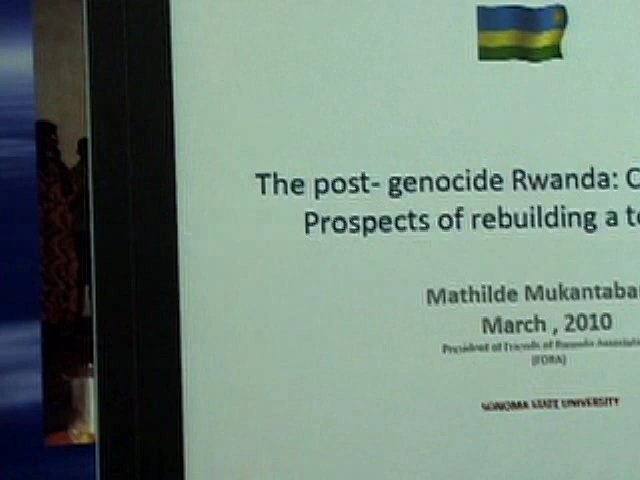 The post- genocide Rwanda: C
Prospects of rebuilding a t
Mathilde Mukantaba
March , 2010
President of Friends of Rwanda Associati
(FORA)
SONOMA STATE UNIVERSITY